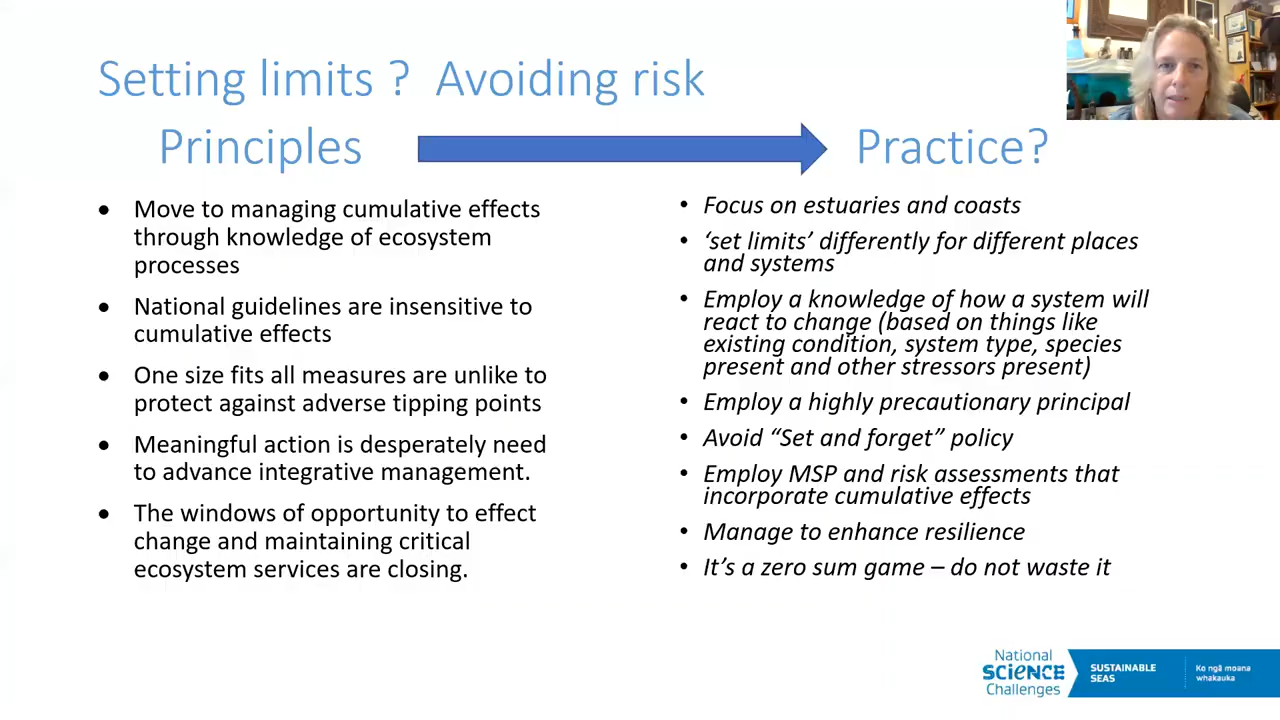 Setting limits ? Avoiding risk
Principles
Practice?
• Move to managing cumulative effects
through knowledge of ecosystem
processes
• National guidelines are insensitive to
cumulative effects
• One size fits all measures are unlike to
protect against adverse tipping points
• Meaningful action is desperately need
to advance integrative management.
• The windows of opportunity to effect
change and maintaining critical
ecosystem services are closing.
• Focus on estuaries and coasts
• ‘set limits’ differently for different places
and systems
• Employ a knowledge of how a system will
react to change (based on things like
existing condition, system type, species
present and other stressors present)
• Employ a highly precautionary principal
• Avoid “Set and forget” policy
• Employ MSP and risk assessments that
incorporate cumulative effects
• Manage to enhance resilience
• It’s a zero sum game – do not waste it
National
SCIENCE
Challenges
SUSTAINABLE
SEAS
Ko ngā moana
whakauka